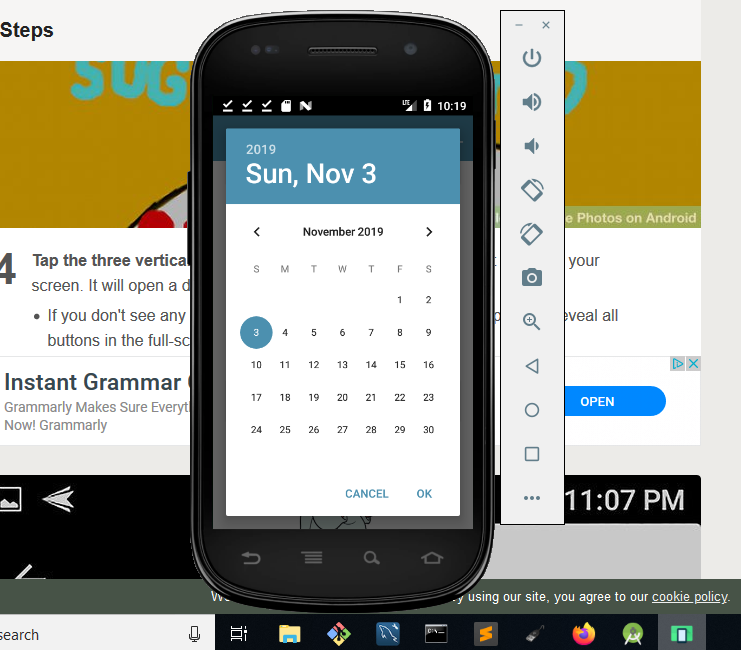 Steps
SUG
e Photos on Android
4
Tap the three vertica
your
screen. It will open a d
• If you don't see any
eveal all
buttons in the full-sc
Instant Grammar
Grammarly Makes Sure Everyth
Now! Grammarly
OPEN
11:07 PM
LTE
10:19
2019
Sun, Nov 3
November 2019
S M T W T F S
1 2
3 4 5 6 7 8 9
10 11 12 13 14 15 16
17 18 19 20 21 22 23
24 25 26 27 28 29 30
CANCEL OK
We
y using our site, you agree to our cookie policy.
search